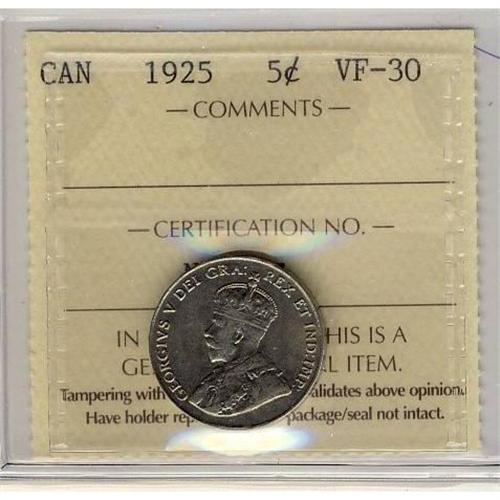 CAN 1925 5¢ VF-30
— COMMENTS —
— CERTIFICATION NO. —
GEORGIVS V DEI GRA: REX ET IND:IMP:
IN HIS IS A
GE L ITEM.
Tampering with alidates above opinion.
Have holder rep package/seal not intact.